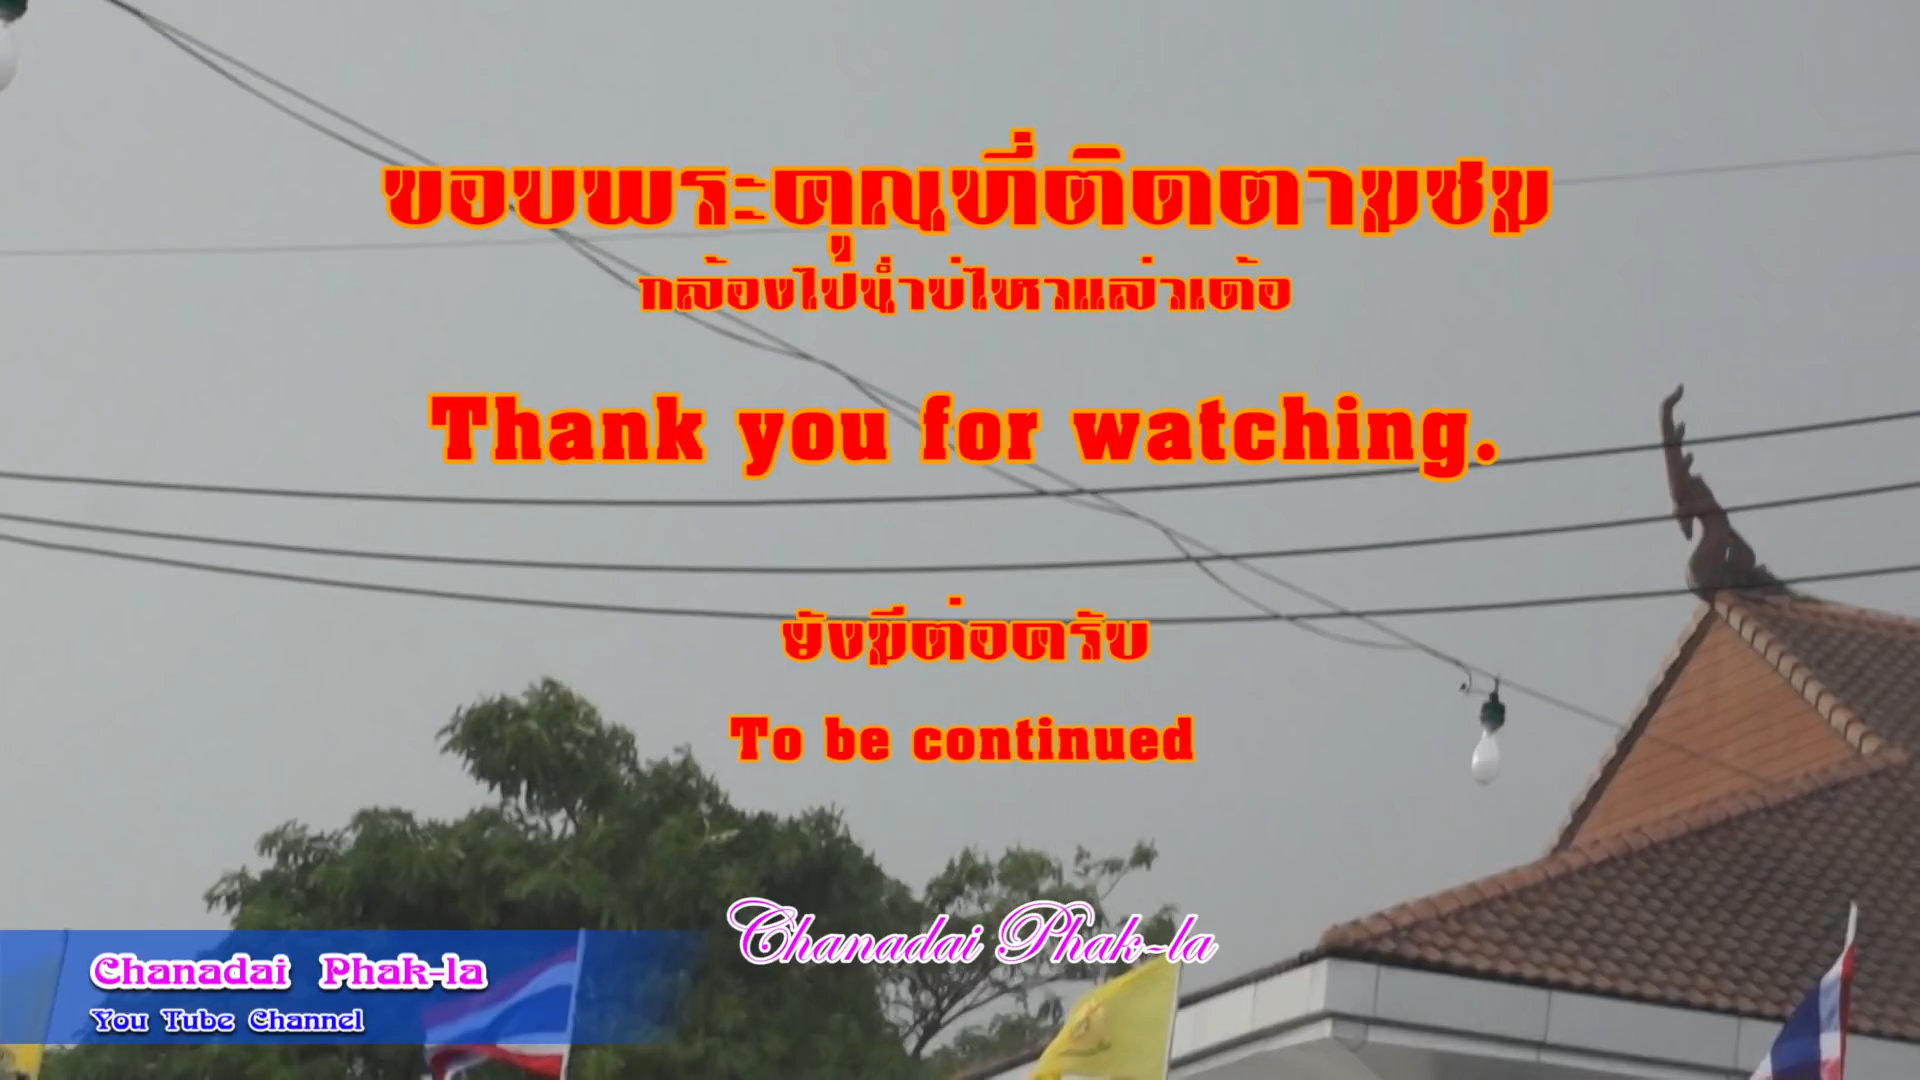 ขอบพระคุณที่ติดตามชม
กล้องไปน่ำบ่ไหวแล่วเด้อ
Thank you for watching.
ยังมีต่อครับ
To be continued
Chanadai Phak-la
Chanadai Phak-la
You Tube Channel